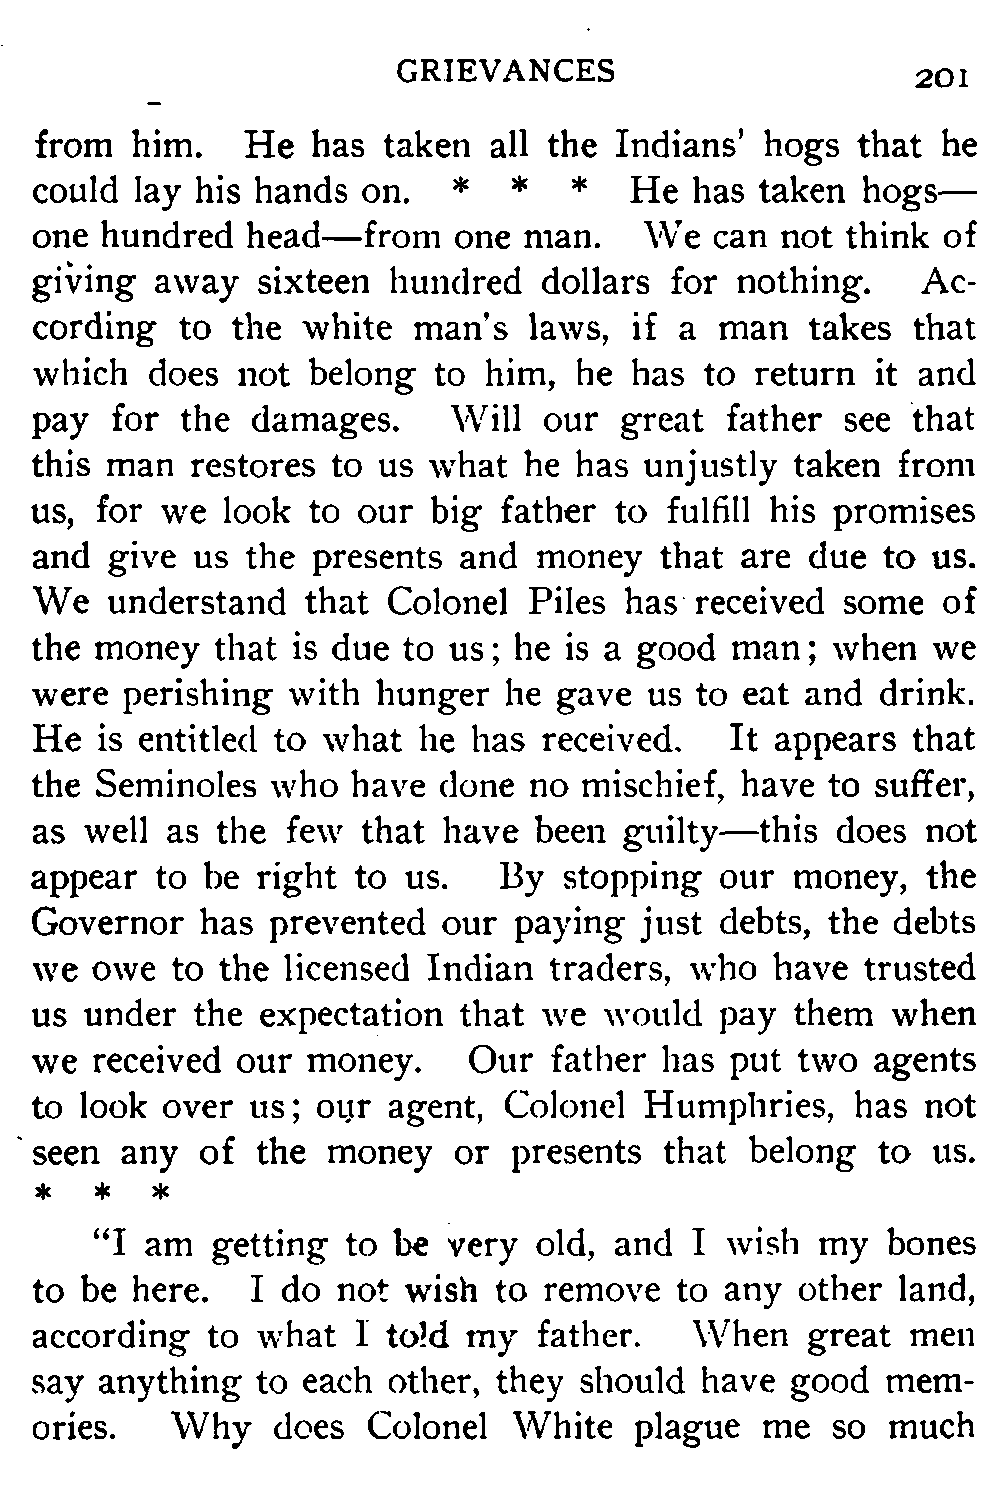 GRIEVANCES 201
from him. He has taken all the Indians' hogs that he
could lay his hands on. * * * He has taken hogs—
one hundred head—from one man. We can not think of
giving away sixteen hundred dollars for nothing. Ac-
cording to the white man's laws, if a man takes that
which does not belong to him, he has to return it and
pay for the damages. Will our great father see that
this man restores to us what he has unjustly taken from
us, for we look to our big father to fulfill his promises
and give us the presents and money that are due to us.
We understand that Colonel Piles has received some of
the money that is due to us; he is a good man; when we
were perishing with hunger he gave us to eat and drink.
He is entitled to what he has received. It appears that
the Seminoles who have done no mischief, have to suffer,
as well as the few that have been guilty—this does not
appear to be right to us. By stopping our money, the
Governor has prevented our paying just debts, the debts
we owe to the licensed Indian traders, who have trusted
us under the expectation that we would pay them when
we received our money. Our father has put two agents
to look over us; our agent, Colonel Humphries, has not
seen any of the money or presents that belong to us.
* * *
"I am getting to be very old, and I wish my bones
to be here. I do not wish to remove to any other land,
according to what I told my father. When great men
say anything to each other, they should have good mem-
ories. Why does Colonel White plague me so much